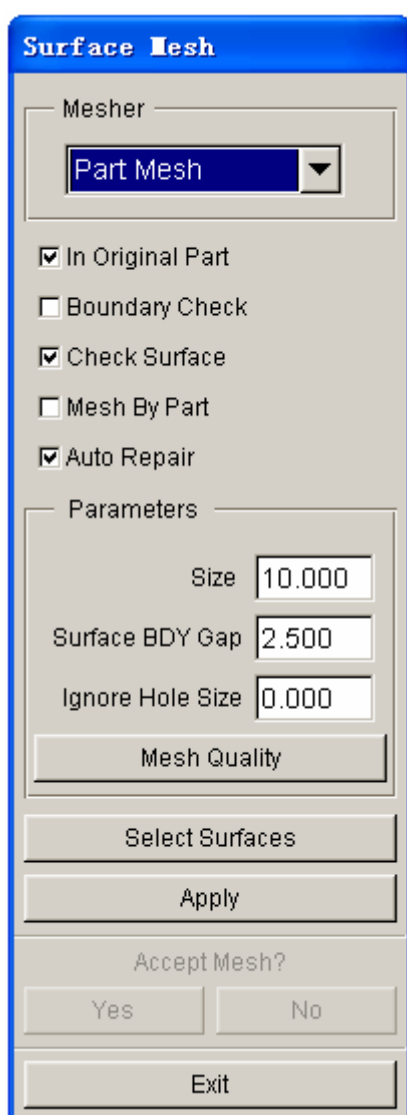 Surface Mesh
Mesher
Part Mesh
In Original Part
Boundary Check
Check Surface
Mesh By Part
Auto Repair
Parameters
Size 10.000
Surface BDY Gap 2.500
Ignore Hole Size 0.000
Mesh Quality
Select Surfaces
Apply
Accept Mesh?
Yes No
Exit